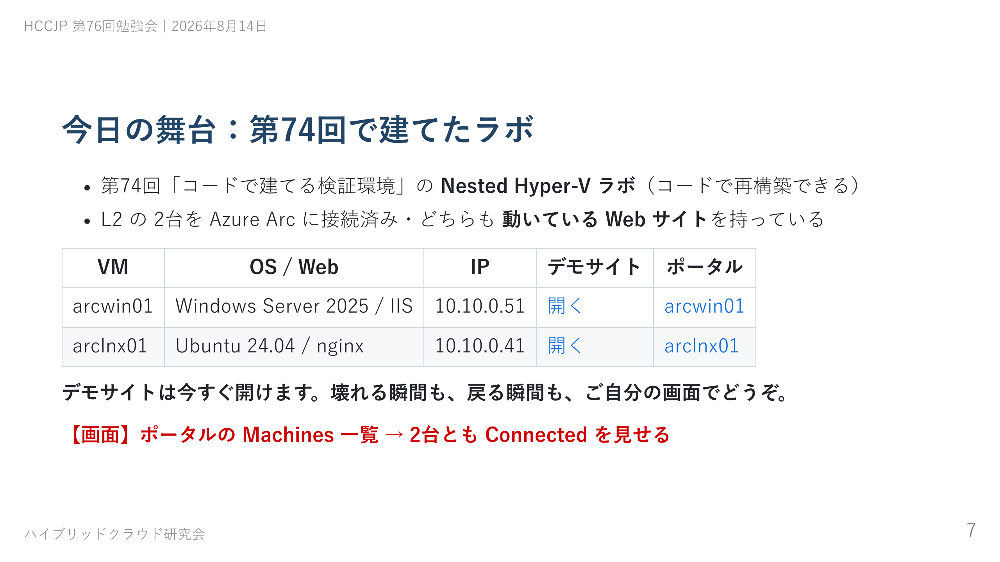 HCCJP 第76回勉強会 | 2026年8月14日
今日の舞台：第74回で建てたラボ
• 第74回「コードで建てる検証環境」の Nested Hyper-V ラボ（コードで再構築できる）
• L2 の 2台を Azure Arc に接続済み・どちらも 動いている Web サイトを持っている
VM OS / Web IP デモサイト ポータル
arcwin01 Windows Server 2025 / IIS 10.10.0.51 開く arcwin01
arclnx01 Ubuntu 24.04 / nginx 10.10.0.41 開く arclnx01
デモサイトは今すぐ開けます。壊れる瞬間も、戻る瞬間も、ご自分の画面でどうぞ。
【画面】ポータルの Machines 一覧 → 2台とも Connected を見せる
ハイブリッドクラウド研究会
7